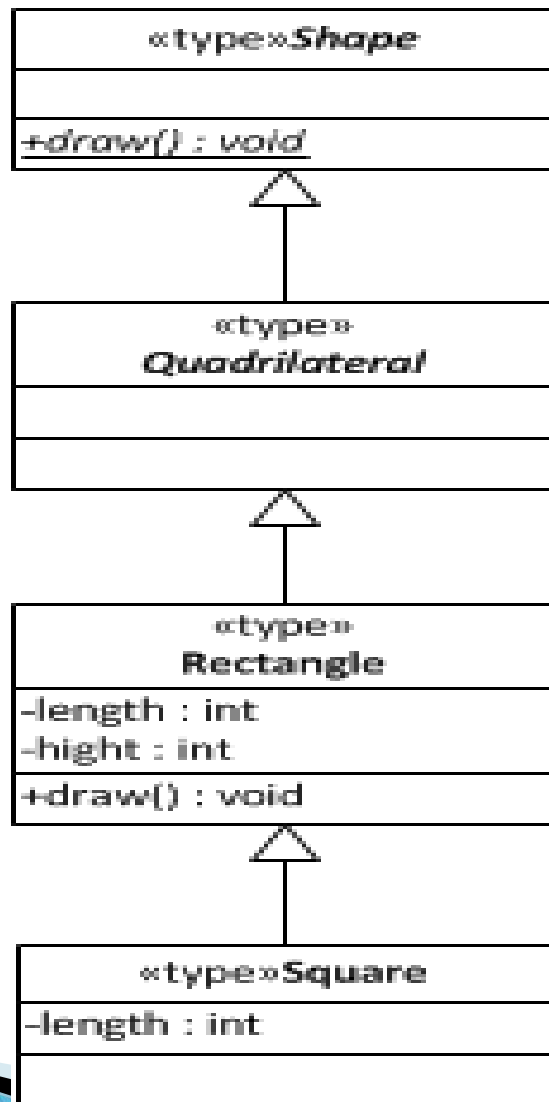 «type»Shape
+draw() : void
«type»
Quadrilateral
«type»
Rectangle
-length : int
-hight : int
+draw() : void
«type»Square
-length : int